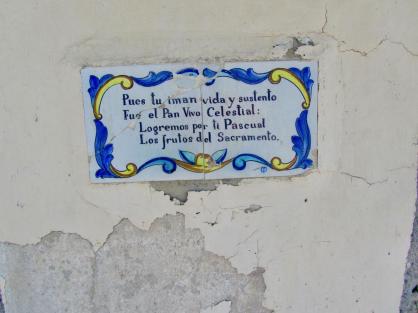 Pues tu iman vida y sustento
Fue el Pan Vivo Celestial:
Logremos por ti Pascual
Los frutos del Sacramento.